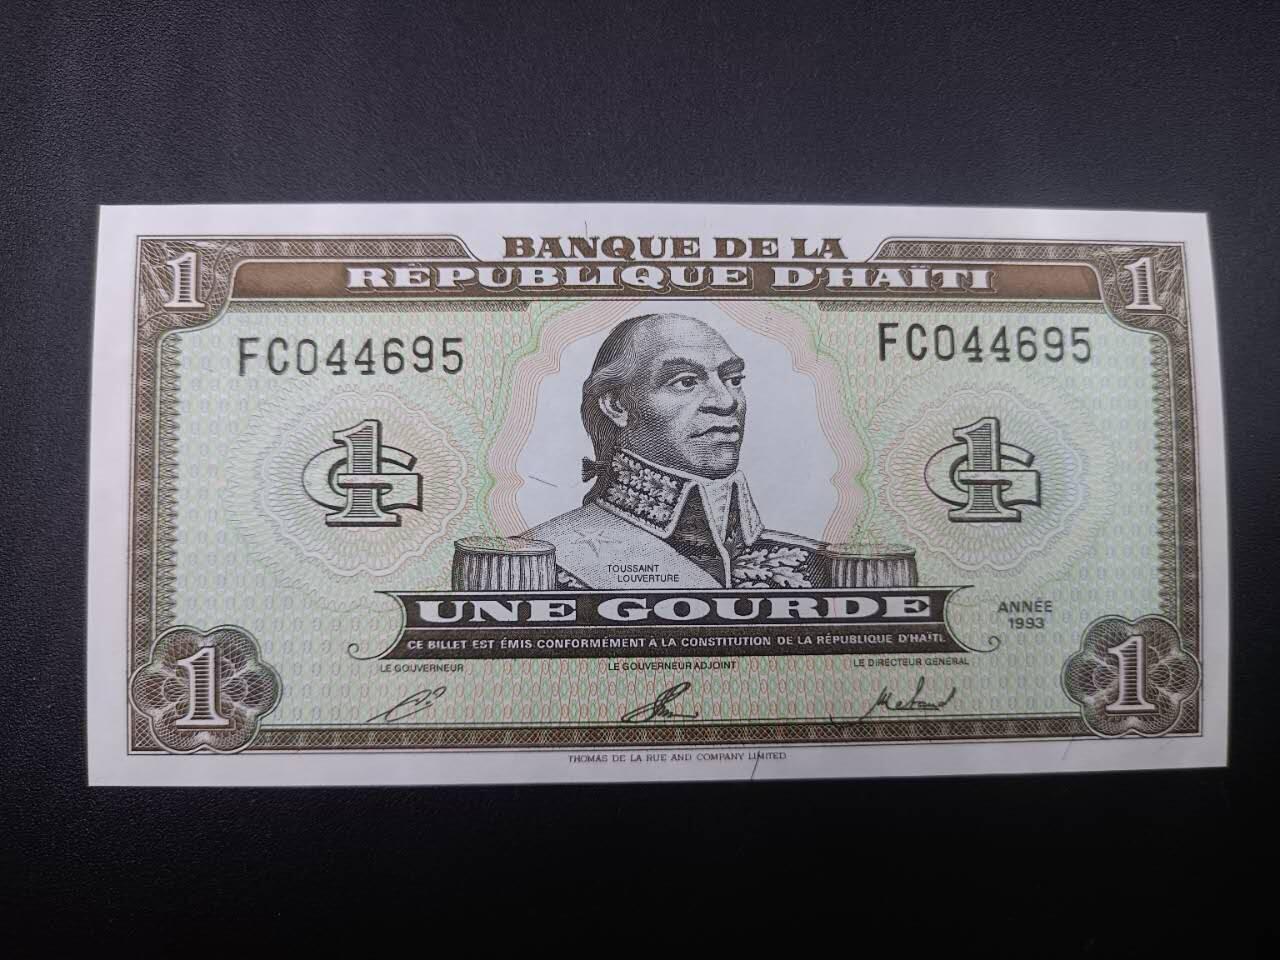 BANQUE DE LA
RÉPUBLIQUE D'HAÏTI
1
1
FC044695
FC044695
1G
1G
TOUSSAINT
LOUVERTURE
UNE GOURDE
CE BILLET EST ÉMIS CONFORMÉMENT À LA CONSTITUTION DE LA RÉPUBLIQUE D'HAÏTI.
ANNÉE
1993
LE GOUVERNEUR
LE GOUVERNEUR ADJOINT
LE DIRECTEUR GÉNÉRAL
1
1
THOMAS DE LA RUE AND COMPANY LIMITED